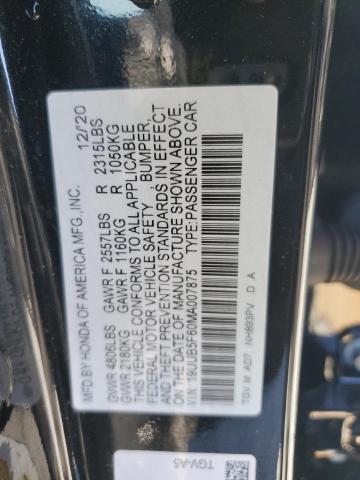 MFD. BY HONDA OF AMERICA MFG., INC. 12/20
GVWR 4806LBS GAWR F 2557LBS R 2315LBS
GVWR 2180KG GAWR F 1160KG R 1050KG
THIS VEHICLE CONFORMS TO ALL APPLICABLE
FEDERAL MOTOR VEHICLE SAFETY, BUMPER,
AND THEFT PREVENTION STANDARDS IN EFFECT
ON THE DATE OF MANUFACTURE SHOWN ABOVE.
VIN: 19UUB5F60MA007875 TYPE:PASSENGER CAR
TGV M AD7 NH893PV . D .A
TGV-A5